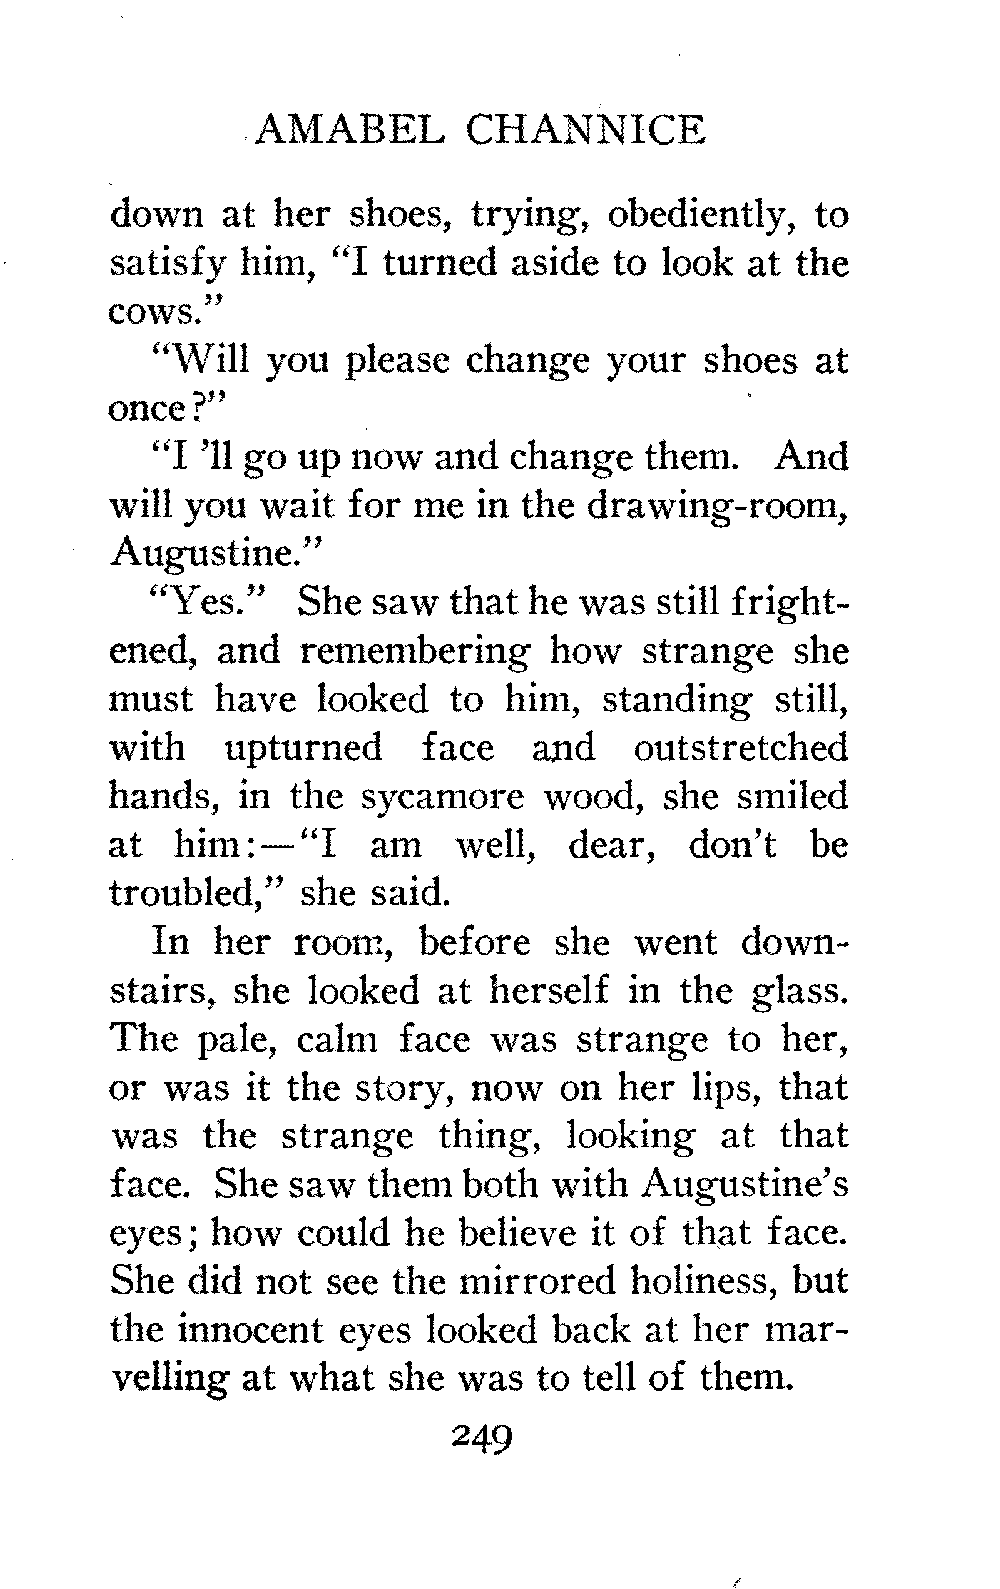 AMABEL CHANNICE
down at her shoes, trying, obediently, to
satisfy him, “I turned aside to look at the
cows.”
“Will you please change your shoes at
once?”
“I ’ll go up now and change them. And
will you wait for me in the drawing-room,
Augustine.”
“Yes.” She saw that he was still fright-
ened, and remembering how strange she
must have looked to him, standing still,
with upturned face and outstretched
hands, in the sycamore wood, she smiled
at him:—“I am well, dear, don’t be
troubled,” she said.
In her room, before she went down-
stairs, she looked at herself in the glass.
The pale, calm face was strange to her,
or was it the story, now on her lips, that
was the strange thing, looking at that
face. She saw them both with Augustine’s
eyes; how could he believe it of that face.
She did not see the mirrored holiness, but
the innocent eyes looked back at her mar-
velling at what she was to tell of them.
249